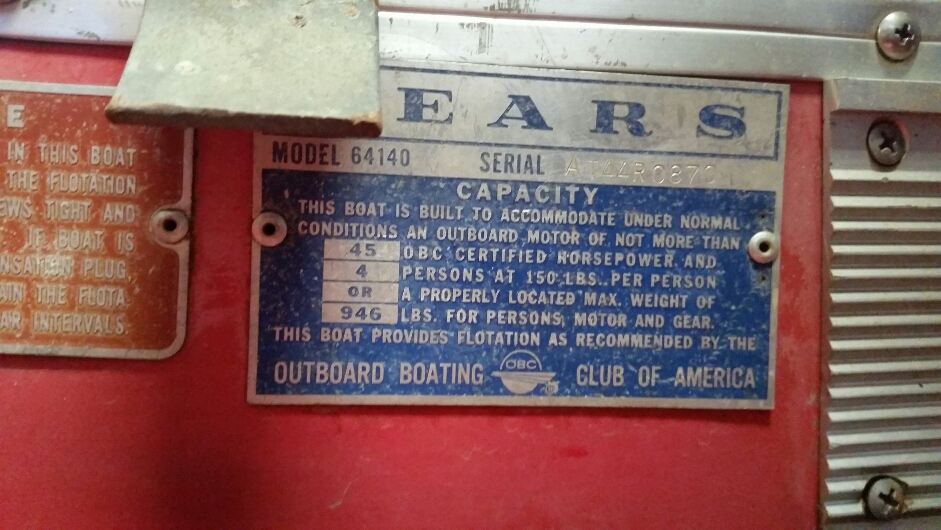 E
IN THIS BOAT
THE FLOTATION
TIGHT AND
IF BOAT IS
PLUG,
THE FLOTA
AIR INTERVALS.
EARS
MODEL 64140 SERIAL
CAPACITY
THIS BOAT IS BUILT TO ACCOMMODATE UNDER NORMAL
CONDITIONS AN OUTBOARD MOTOR OF NOT MORE THAN
45 OBC CERTIFIED HORSEPOWER AND
4 PERSONS AT 150 LBS. PER PERSON
OR A PROPERLY LOCATED MAX. WEIGHT OF
946 LBS. FOR PERSONS, MOTOR AND GEAR.
THIS BOAT PROVIDES FLOTATION AS RECOMMENDED BY THE
OUTBOARD BOATING OBC CLUB OF AMERICA